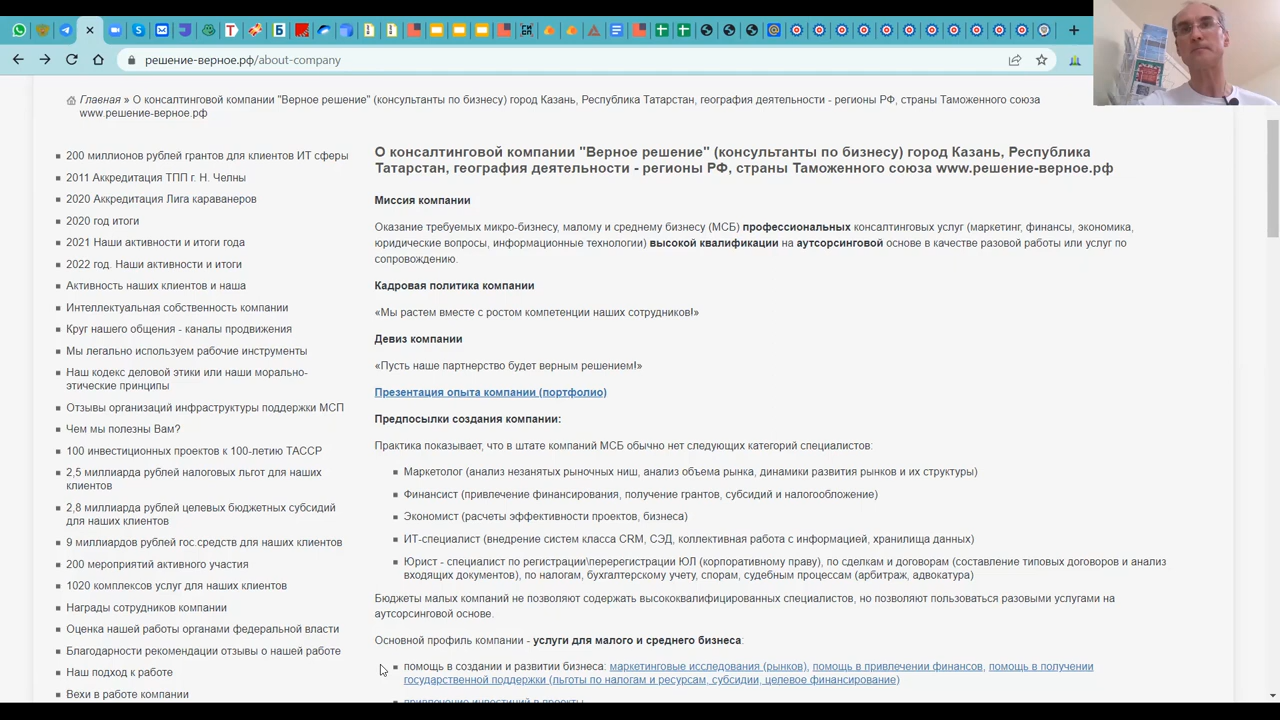 решение-верное.рф/about-company
Главная » О консалтинговой компании "Верное решение" (консультанты по бизнесу) город Казань, Республика Татарстан, география деятельности - регионы РФ, страны Таможенного союза
www.решение-верное.рф
200 миллионов рублей грантов для клиентов ИТ сферы
2011 Аккредитация ТПП г. Н. Челны
2020 Аккредитация Лига караванеров
2020 год итоги
2021 Наши активности и итоги года
2022 год. Наши активности и итоги
Активность наших клиентов и наша
Интеллектуальная собственность компании
Круг нашего общения - каналы продвижения
Мы легально используем рабочие инструменты
Наш кодекс деловой этики или наши морально-
этические принципы
Отзывы организаций инфраструктуры поддержки МСП
Чем мы полезны Вам?
100 инвестиционных проектов к 100-летию ТАССР
2,5 миллиарда рублей налоговых льгот для наших
клиентов
2,8 миллиарда рублей целевых бюджетных субсидий
для наших клиентов
9 миллиардов рублей гос.средств для наших клиентов
200 мероприятий активного участия
1020 комплексов услуг для наших клиентов
Награды сотрудников компании
Оценка нашей работы органами федеральной власти
Благодарности рекомендации отзывы о нашей работе
Наш подход к работе
Вехи в работе компании
О консалтинговой компании "Верное решение" (консультанты по бизнесу) город Казань, Республика
Татарстан, география деятельности - регионы РФ, страны Таможенного союза www.решение-верное.рф
Миссия компании
Оказание требуемых микро-бизнесу, малому и среднему бизнесу (МСБ) профессиональных консалтинговых услуг (маркетинг, финансы, экономика,
юридические вопросы, информационные технологии) высокой квалификации на аутсорсинговой основе в качестве разовой работы или услуг по
сопровождению.
Кадровая политика компании
«Мы растем вместе с ростом компетенции наших сотрудников!»
Девиз компании
«Пусть наше партнерство будет верным решением!»
Презентация опыта компании (портфолио)
Предпосылки создания компании:
Практика показывает, что в штате компаний МСБ обычно нет следующих категорий специалистов:
Маркетолог (анализ незанятых рыночных ниш, анализ объема рынка, динамики развития рынков и их структуры)
Финансист (привлечение финансирования, получение грантов, субсидий и налогообложение)
Экономист (расчеты эффективности проектов, бизнеса)
ИТ-специалист (внедрение систем класса CRM, СЭД, коллективная работа с информацией, хранилища данных)
Юрист - специалист по регистрации\перерегистрации ЮЛ (корпоративному праву), по сделкам и договорам (составление типовых договоров и анализ
входящих документов), по налогам, бухгалтерскому учету, спорам, судебным процессам (арбитраж, адвокатура)
Бюджеты малых компаний не позволяют содержать высококвалифицированных специалистов, но позволяют пользоваться разовыми услугами на
аутсорсинговой основе.
Основной профиль компании - услуги для малого и среднего бизнеса:
помощь в создании и развитии бизнеса: маркетинговые исследования (рынков), помощь в привлечении финансов, помощь в получении
государственной поддержки (льготы по налогам и ресурсам, субсидии, целевое финансирование)
привлечение инвестиций в проекты